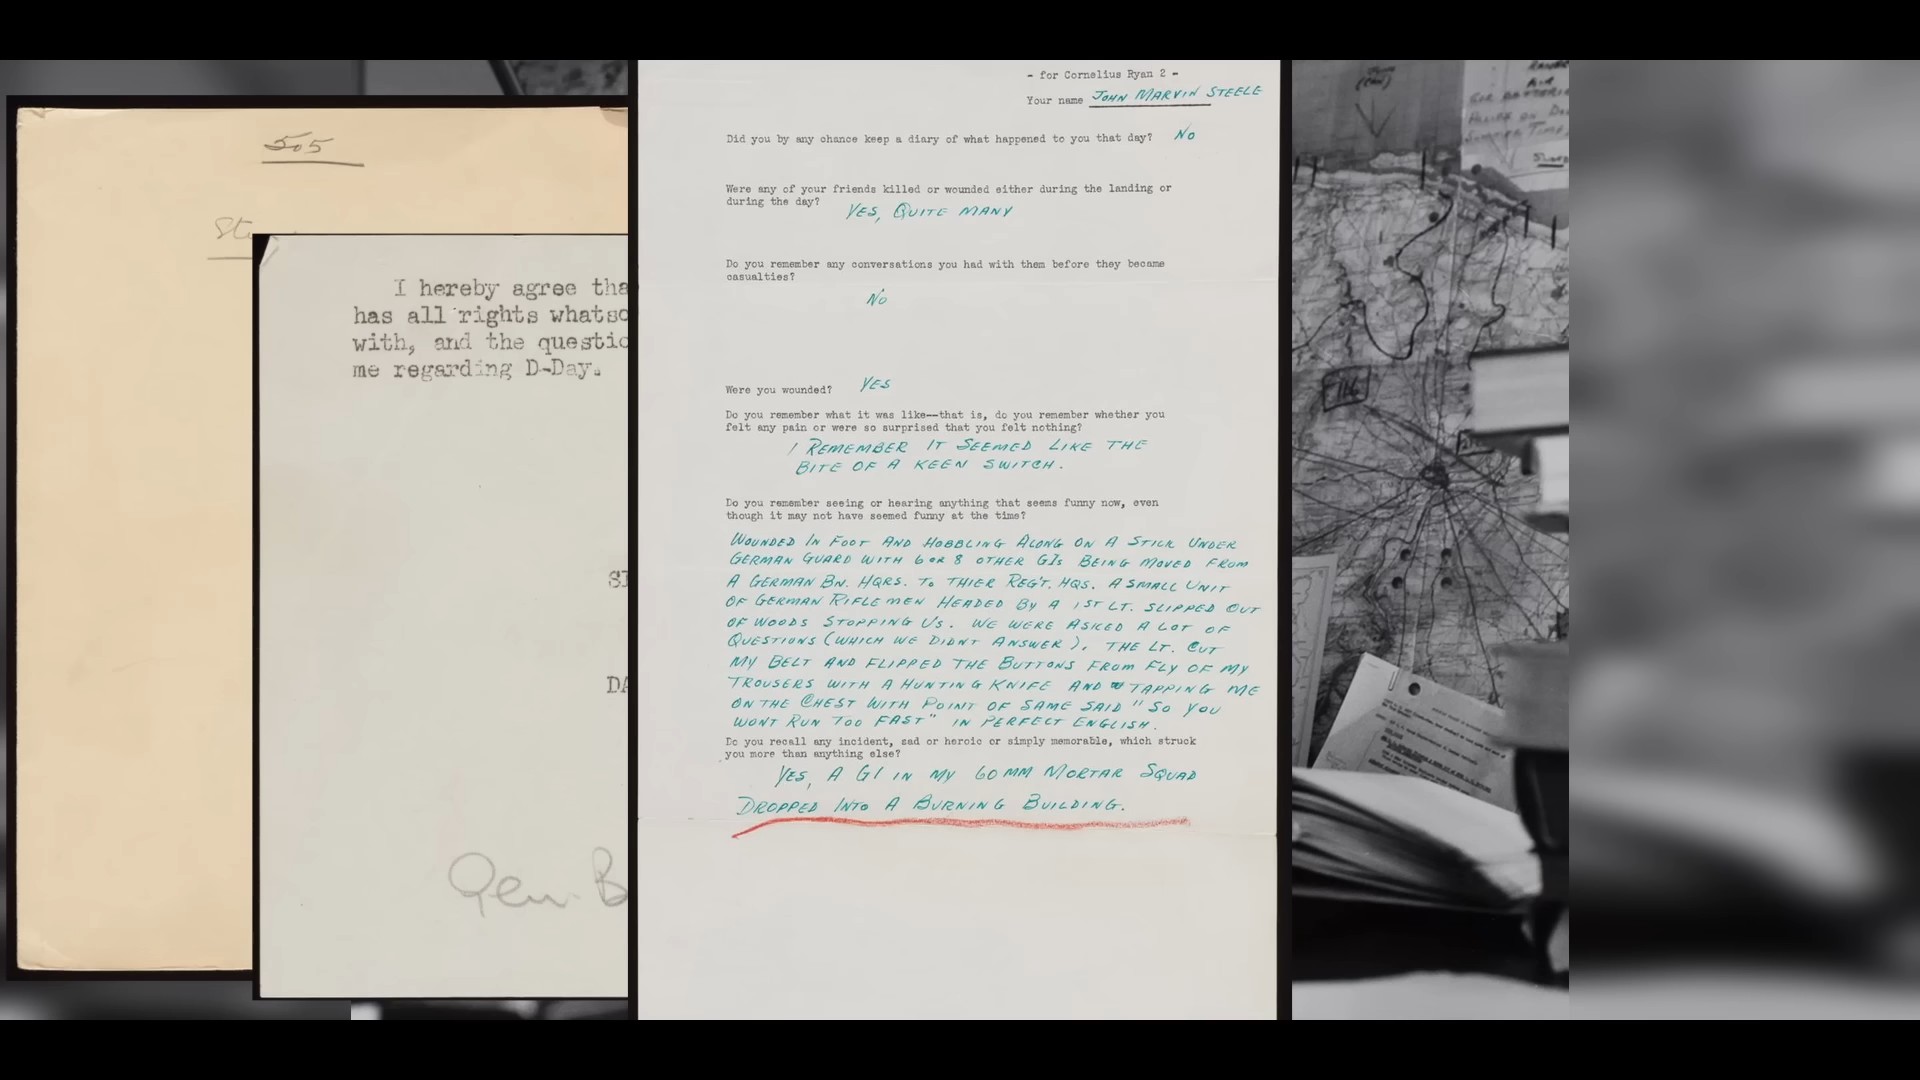 505
I hereby agree tha
has all rights whatso
with, and the questio
me regarding D-Day.
Gen. B
- for Cornelius Ryan 2 -
Your name JOHN MARVIN STEELE
Did you by any chance keep a diary of what happened to you that day? NO
Were any of your friends killed or wounded either during the landing or
during the day? YES, QUITE MANY
Do you remember any conversations you had with them before they became
casualties?
NO
Were you wounded? YES
Do you remember what it was like--that is, do you remember whether you
felt any pain or were so surprised that you felt nothing?
I REMEMBER IT SEEMED LIKE THE
BITE OF A KEEN SWITCH.
Do you remember seeing or hearing anything that seems funny now, even
though it may not have seemed funny at the time?
WOUNDED IN FOOT AND HOBBLING ALONG ON A STICK UNDER
GERMAN GUARD WITH 6 OR 8 OTHER GIs BEING MOVED FROM
A GERMAN BN. HQRS. TO THIER REG'T. HQS. A SMALL UNIT
OF GERMAN RIFLEMEN HEADED BY A 1ST LT. SLIPPED OUT
OF WOODS STOPPING US. WE WERE ASKED A LOT OF
QUESTIONS (WHICH WE DIDNT ANSWER). THE LT. CUT
MY BELT AND FLIPPED THE BUTTONS FROM FLY OF MY
TROUSERS WITH A HUNTING KNIFE AND TAPPING ME
ON THE CHEST WITH POINT OF SAME SAID "SO YOU
WONT RUN TOO FAST" IN PERFECT ENGLISH.
Do you recall any incident, sad or heroic or simply memorable, which struck
you more than anything else?
YES, A GI IN MY 60MM MORTAR SQUAD
DROPPED INTO A BURNING BUILDING.